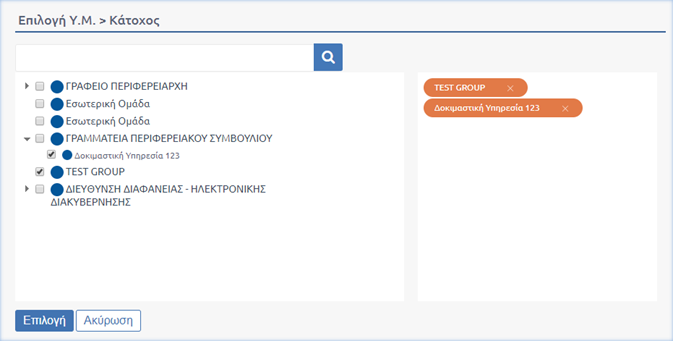 Επιλογή Υ.Μ. > Κάτοχος
ΓΡΑΦΕΙΟ ΠΕΡΙΦΕΡΕΙΑΡΧΗ
Εσωτερική Ομάδα
Εσωτερική Ομάδα
ΓΡΑΜΜΑΤΕΙΑ ΠΕΡΙΦΕΡΕΙΑΚΟΥ ΣΥΜΒΟΥΛΙΟΥ
Δοκιμαστική Υπηρεσία 123
TEST GROUP
ΔΙΕΥΘΥΝΣΗ ΔΙΑΦΑΝΕΙΑΣ - ΗΛΕΚΤΡΟΝΙΚΗΣ
ΔΙΑΚΥΒΕΡΝΗΣΗΣ
TEST GROUP ×
Δοκιμαστική Υπηρεσία 123 ×
Επιλογή Ακύρωση